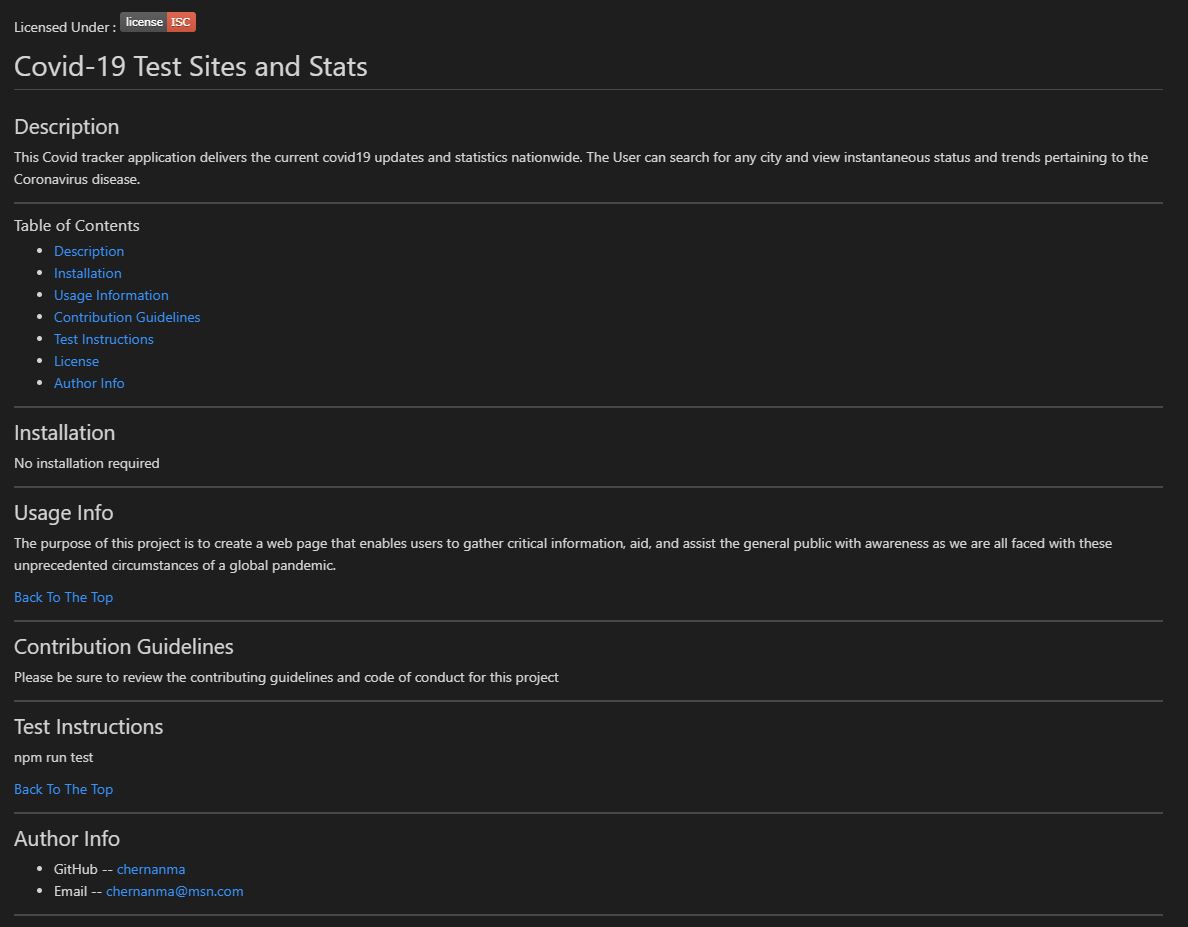 Licensed Under : license ISC
Covid-19 Test Sites and Stats
Description
This Covid tracker application delivers the current covid19 updates and statistics nationwide. The User can search for any city and view instantaneous status and trends pertaining to the
Coronavirus disease.
Table of Contents
Description
Installation
Usage Information
Contribution Guidelines
Test Instructions
License
Author Info
Installation
No installation required
Usage Info
The purpose of this project is to create a web page that enables users to gather critical information, aid, and assist the general public with awareness as we are all faced with these
unprecedented circumstances of a global pandemic.
Back To The Top
Contribution Guidelines
Please be sure to review the contributing guidelines and code of conduct for this project
Test Instructions
npm run test
Back To The Top
Author Info
GitHub -- chernanma
Email -- chernanma@msn.com